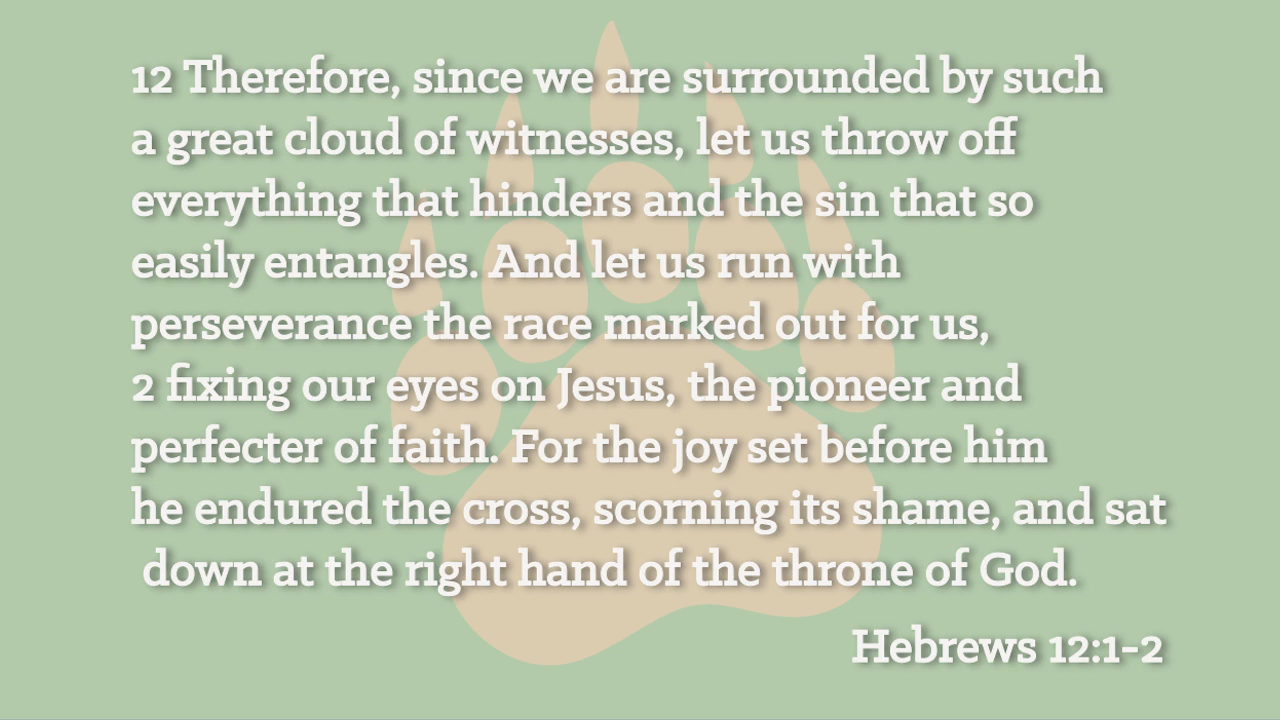 12 Therefore, since we are surrounded by such
a great cloud of witnesses, let us throw off
everything that hinders and the sin that so
easily entangles. And let us run with
perseverance the race marked out for us,
2 fixing our eyes on Jesus, the pioneer and
perfecter of faith. For the joy set before him
he endured the cross, scorning its shame, and sat
down at the right hand of the throne of God.
Hebrews 12:1-2